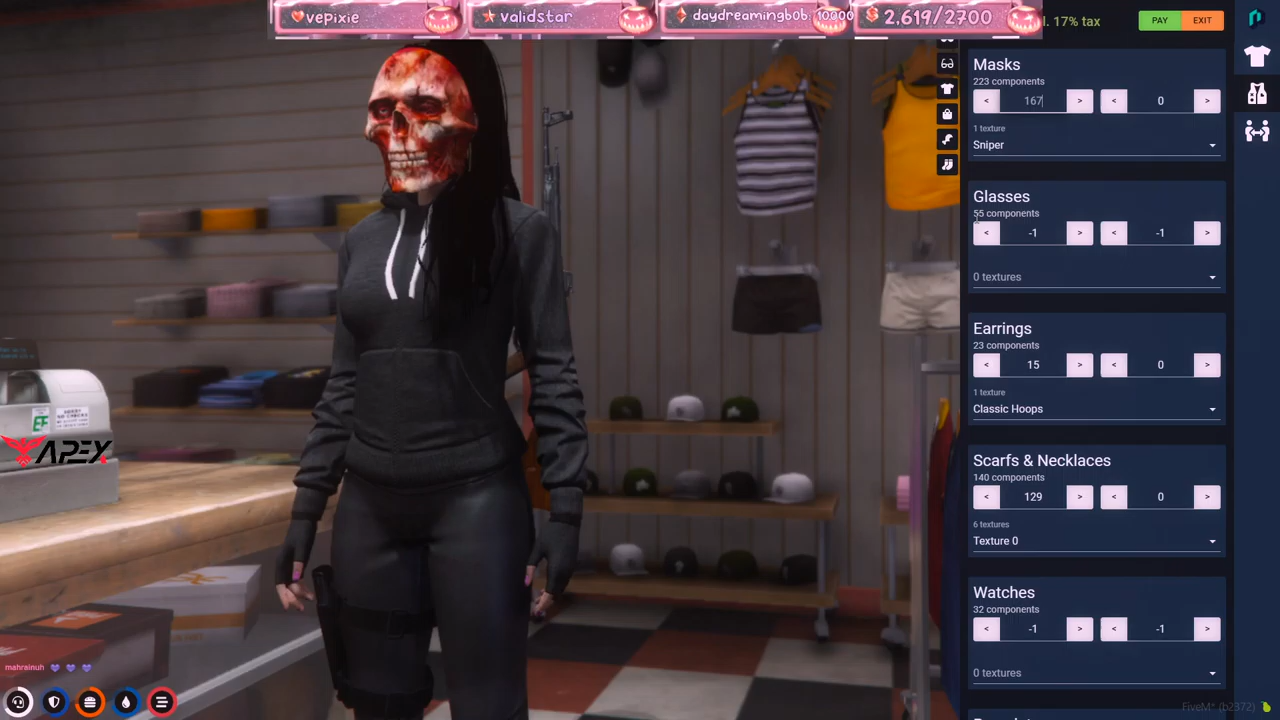 vepixie
validstar
daydreamingbob: 10000
2,619/2700
l. 17% tax
PAY
EXIT
Masks
223 components
<
167
>
<
0
>
1 texture
Sniper
Glasses
55 components
<
-1
>
<
-1
>
0 textures
Earrings
23 components
<
15
>
<
0
>
1 texture
Classic Hoops
Scarfs & Necklaces
140 components
<
129
>
<
0
>
6 textures
Texture 0
Watches
32 components
<
-1
>
<
-1
>
0 textures
APEX
mahrainuh
FiveM* (b2372)